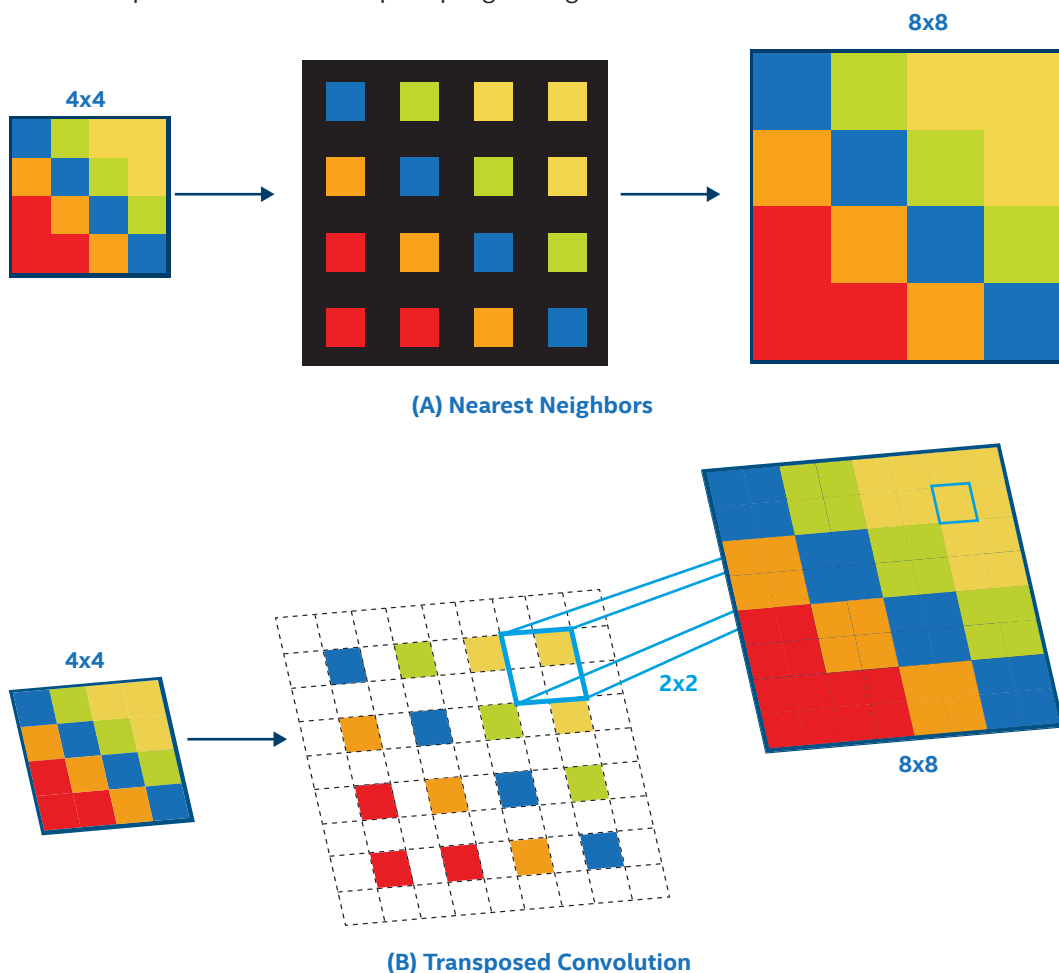 8x8
4x4
(A) Nearest Neighbors
4x4
2x2
8x8
(B) Transposed Convolution